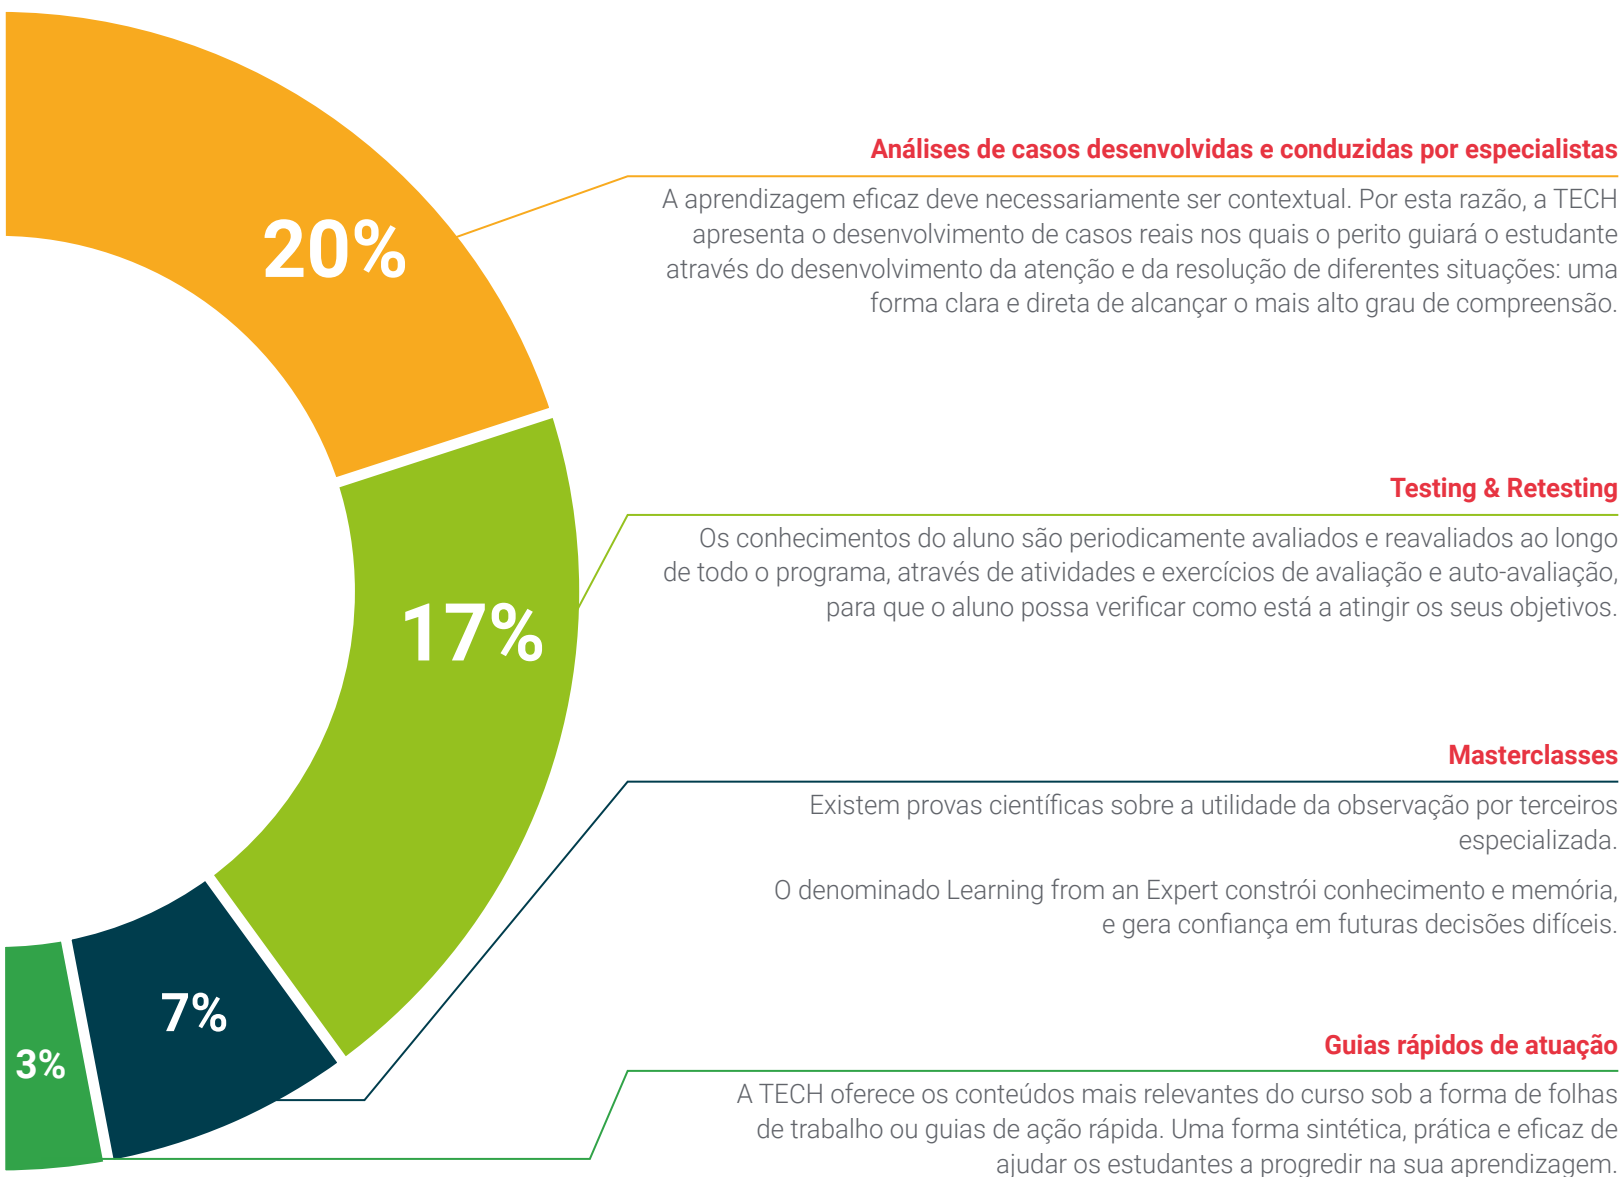 Análises de casos desenvolvidas e conduzidas por especialistas
A aprendizagem eficaz deve necessariamente ser contextual. Por esta razão, a TECH
apresenta o desenvolvimento de casos reais nos quais o perito guiará o estudante
através do desenvolvimento da atenção e da resolução de diferentes situações: uma
forma clara e direta de alcançar o mais alto grau de compreensão.
20%
Testing & Retesting
Os conhecimentos do aluno são periodicamente avaliados e reavaliados ao longo
de todo o programa, através de atividades e exercícios de avaliação e auto-avaliação,
para que o aluno possa verificar como está a atingir os seus objetivos.
17%
Masterclasses
Existem provas científicas sobre a utilidade da observação por terceiros
especializada.
O denominado Learning from an Expert constrói conhecimento e memória,
e gera confiança em futuras decisões difíceis.
7%
Guias rápidos de atuação
A TECH oferece os conteúdos mais relevantes do curso sob a forma de folhas
de trabalho ou guias de ação rápida. Uma forma sintética, prática e eficaz de
ajudar os estudantes a progredir na sua aprendizagem.
3%